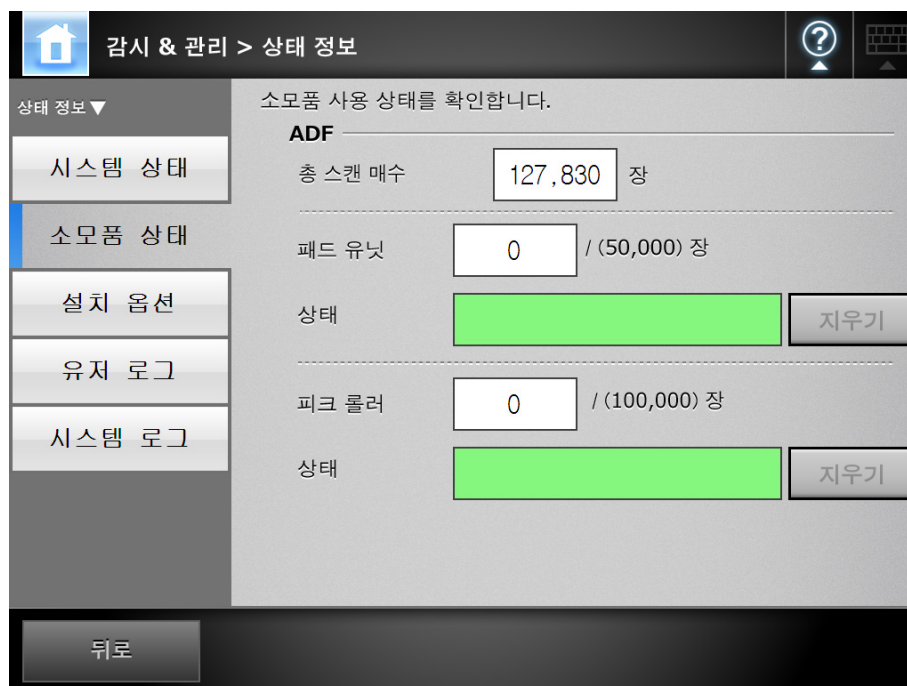 감시 & 관리 > 상태 정보
?
상태 정보▼
시스템 상태
소모품 상태
설치 옵션
유저 로그
시스템 로그
소모품 사용 상태를 확인합니다.
ADF
총 스캔 매수 127,830 장
패드 유닛 0 / (50,000) 장
상태 지우기
피크 롤러 0 / (100,000) 장
상태 지우기
뒤로